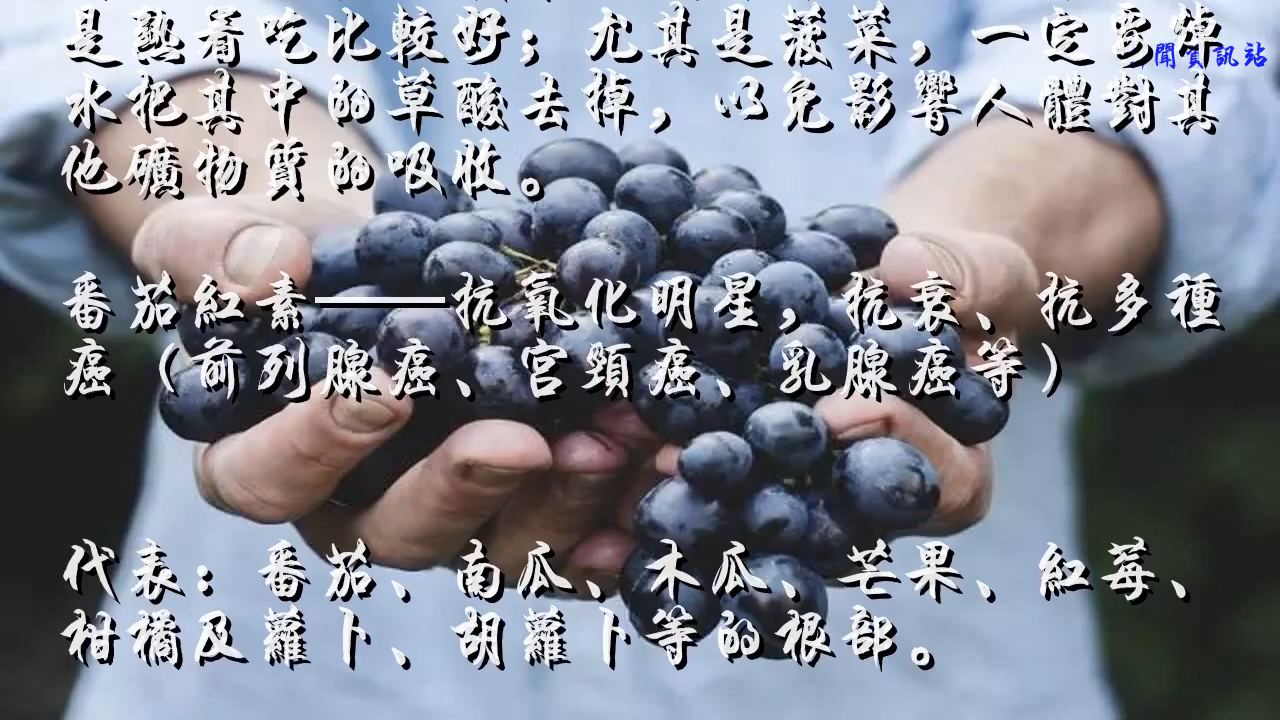 是熱着吃比較好；尤其是菠菜，一定要焯
聞資訊站
水把其中的草酸去掉，以免影響人體對其
他礦物質的吸收。
番茄紅素——抗氧化明星，抗衰、抗多種
癌（前列腺癌、宮頸癌、乳腺癌等）
代表：番茄、南瓜、木瓜、芒果、紅莓、
柑橘及蘿卜、胡蘿卜等的根部。